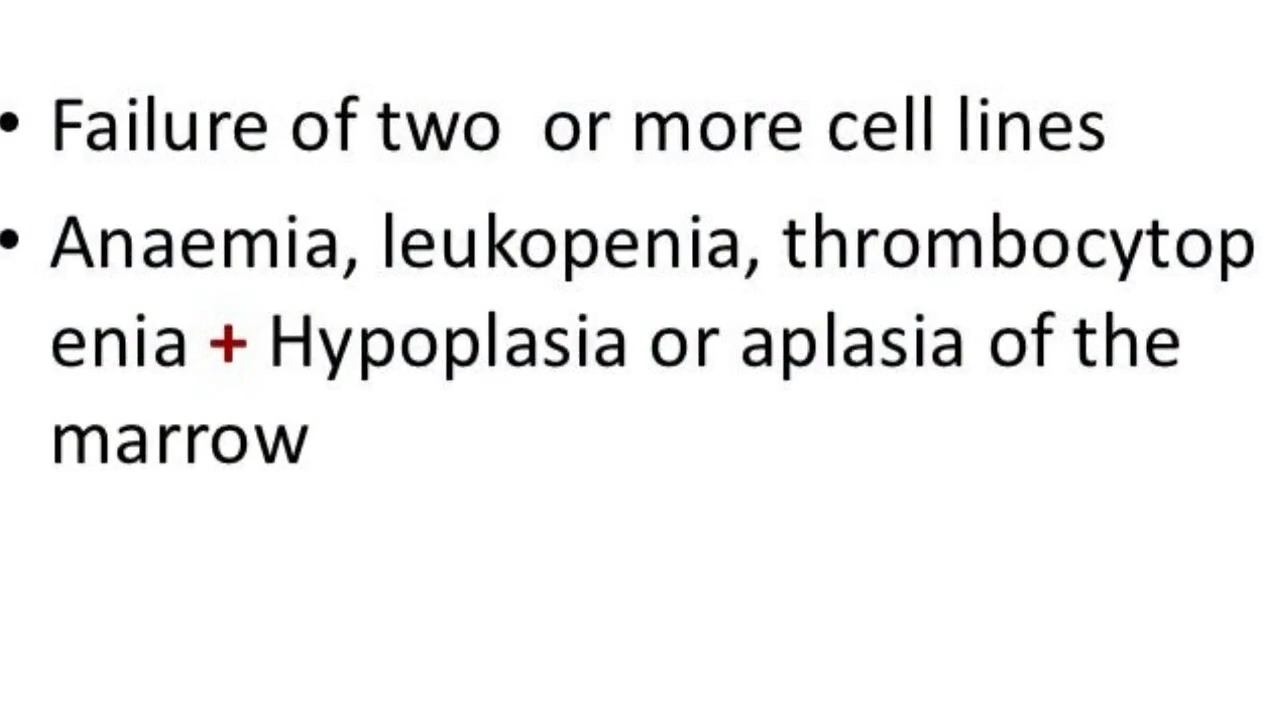 • Failure of two  or more cell lines
• Anaemia, leukopenia, thrombocytop
enia + Hypoplasia or aplasia of the
marrow